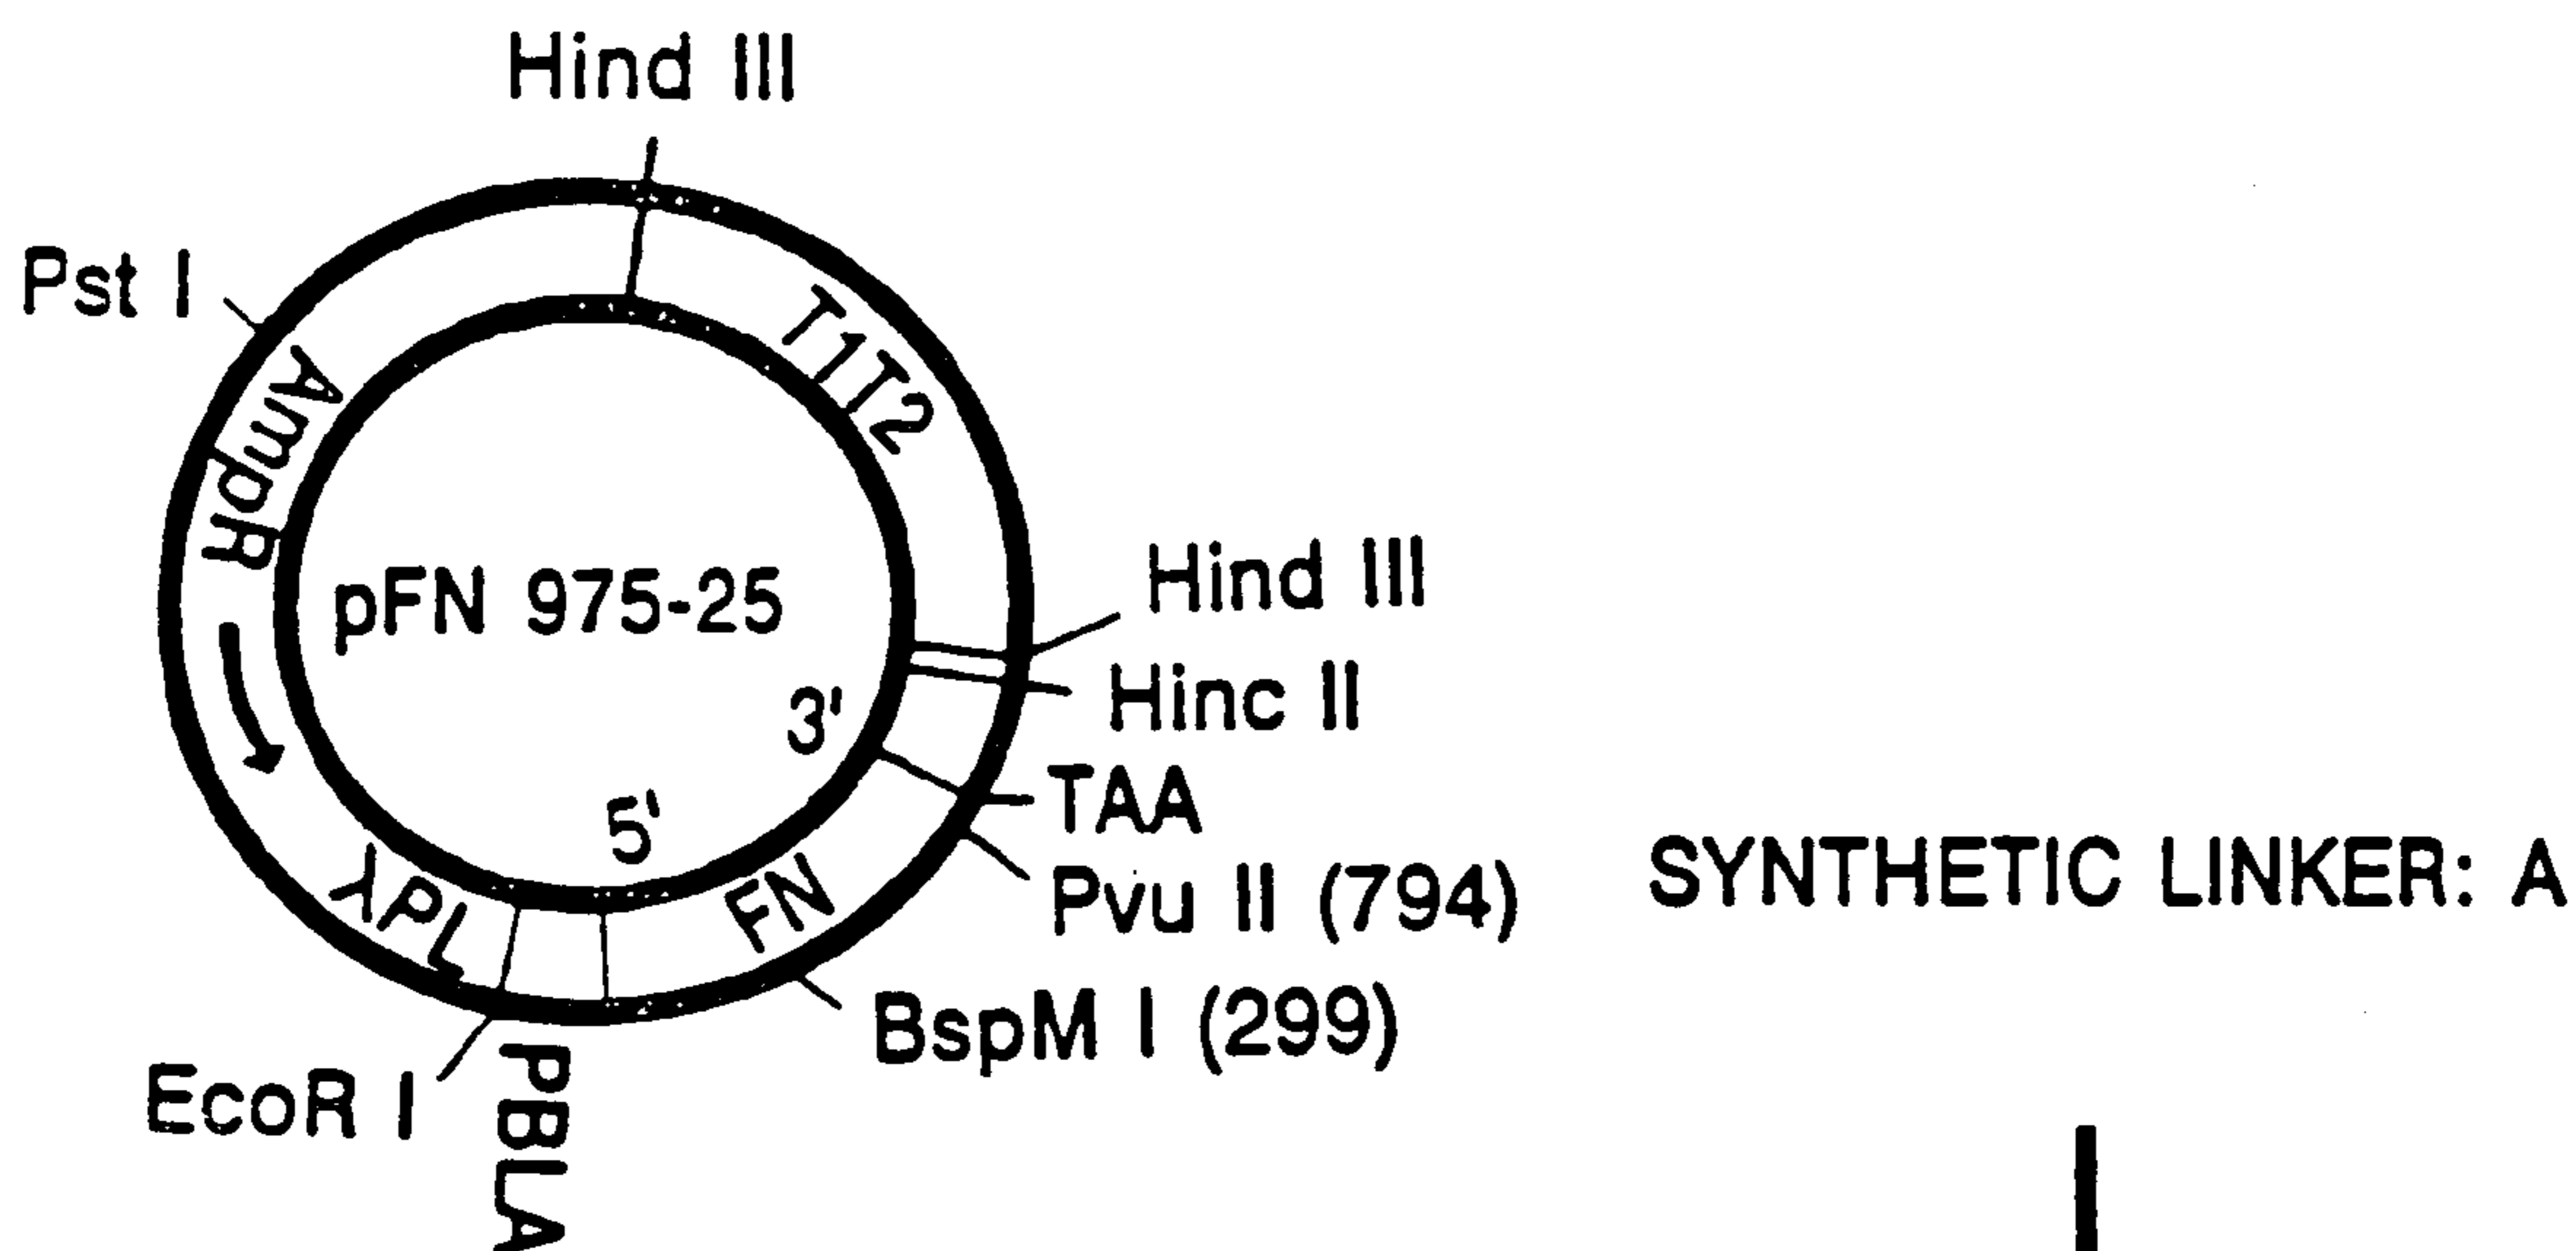 Hind III
Pst I
T1T2
AmpR
pFN 975-25
Hind III
Hinc II
3'
TAA
5'
Pvu II (794)
SYNTHETIC LINKER: A
FN
λPL
BspM I (299)
EcoR I
PBLA